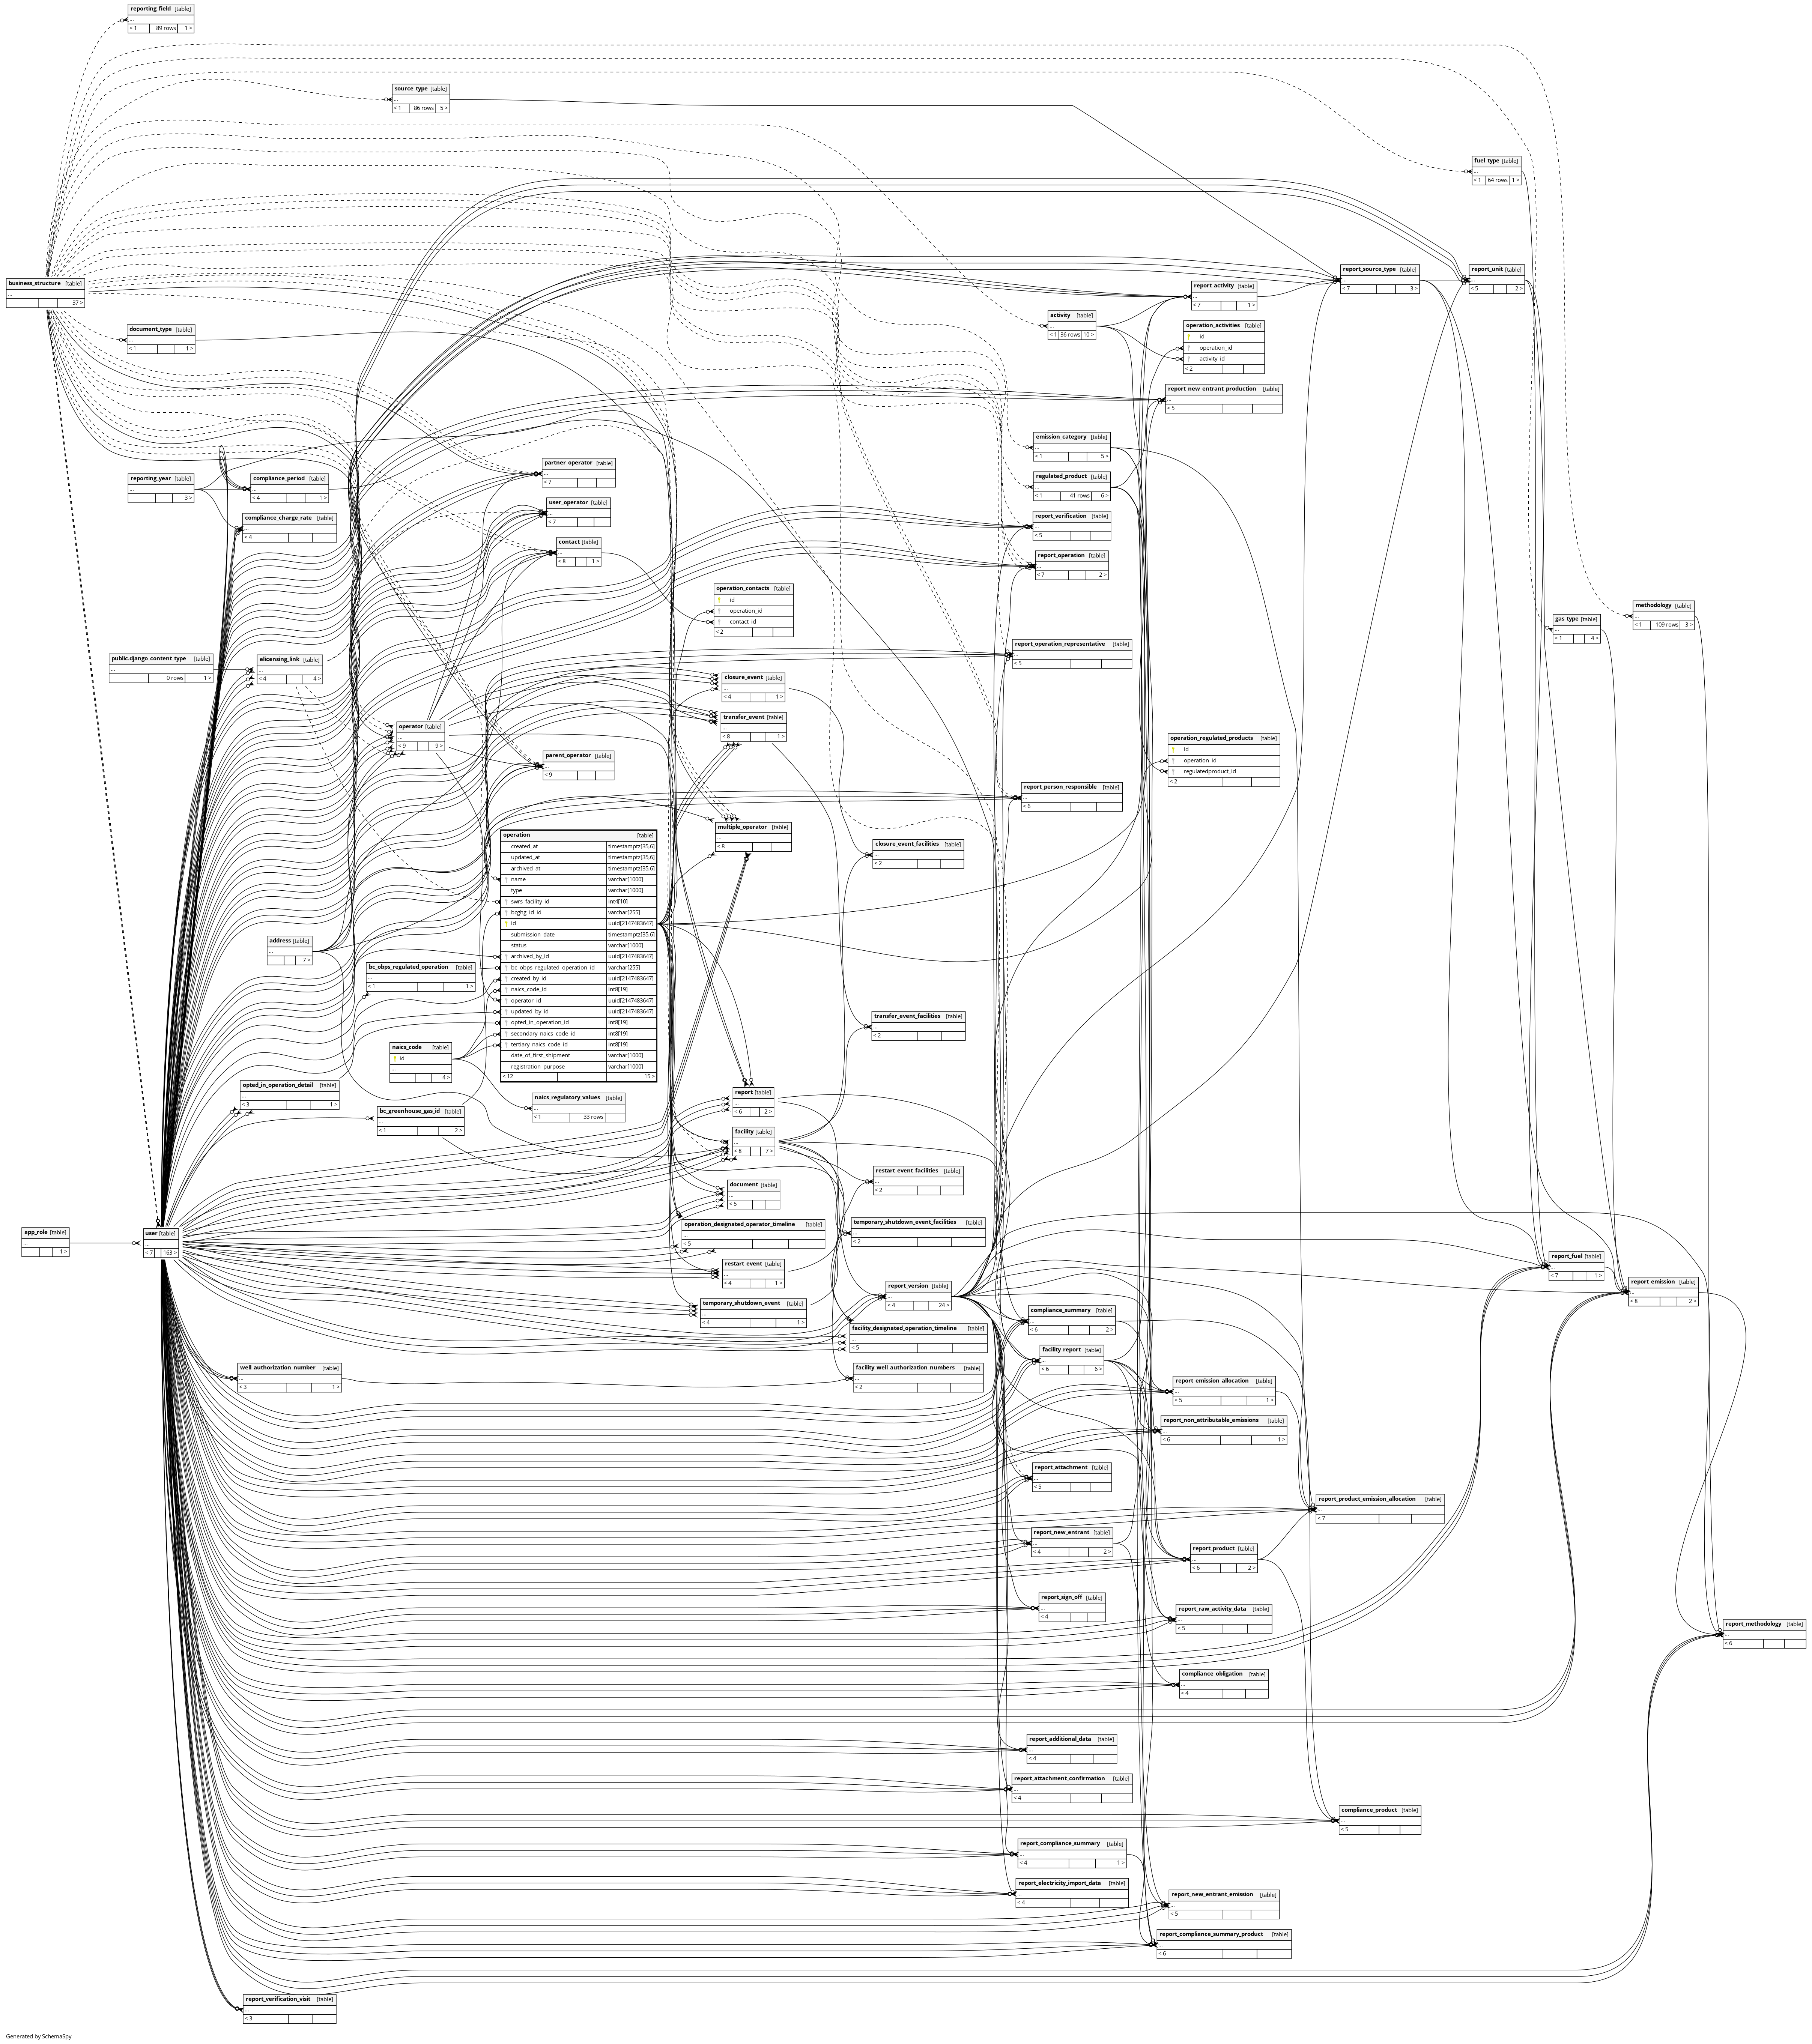 reporting_field [table]
...
< 1 89 rows 1 >
source_type [table]
...
< 1 86 rows 5 >
fuel_type [table]
...
< 1 64 rows 1 >
business_structure [table]
...
37 >
report_source_type [table]
...
< 7 3 >
report_unit [table]
...
< 5 2 >
report_activity [table]
...
< 7 1 >
activity [table]
...
< 1 36 rows 10 >
operation_activities [table]
id
operation_id
activity_id
< 2
document_type [table]
...
< 1 1 >
report_new_entrant_production [table]
...
< 5
emission_category [table]
...
< 1 5 >
partner_operator [table]
...
< 7
regulated_product [table]
...
< 1 41 rows 6 >
reporting_year [table]
...
3 >
compliance_period [table]
...
< 4 1 >
user_operator [table]
...
< 7
compliance_charge_rate [table]
...
< 4
report_verification [table]
...
< 5
contact [table]
...
< 8 1 >
report_operation [table]
...
< 7 2 >
operation_contacts [table]
id
operation_id
contact_id
< 2
methodology [table]
...
< 1 109 rows 3 >
gas_type [table]
...
< 1 4 >
report_operation_representative [table]
...
< 5
public.django_content_type [table]
...
0 rows 1 >
elicensing_link [table]
...
< 4 4 >
closure_event [table]
...
< 4 1 >
transfer_event [table]
...
< 8 1 >
operator [table]
...
< 9 9 >
operation_regulated_products [table]
id
operation_id
regulatedproduct_id
< 2
parent_operator [table]
...
< 9
report_person_responsible [table]
...
< 6
multiple_operator [table]
...
< 8
closure_event_facilities [table]
...
< 2
operation [table]
created_at timestamptz[35,6]
updated_at timestamptz[35,6]
archived_at timestamptz[35,6]
name varchar[1000]
type varchar[1000]
swrs_facility_id int4[10]
bcghg_id_id varchar[255]
id uuid[2147483647]
submission_date timestamptz[35,6]
status varchar[1000]
archived_by_id uuid[2147483647]
bc_obps_regulated_operation_id varchar[255]
created_by_id uuid[2147483647]
naics_code_id int8[19]
operator_id uuid[2147483647]
updated_by_id uuid[2147483647]
opted_in_operation_id int8[19]
secondary_naics_code_id int8[19]
tertiary_naics_code_id int8[19]
date_of_first_shipment varchar[1000]
registration_purpose varchar[1000]
< 12 15 >
address [table]
...
7 >
bc_obps_regulated_operation [table]
...
< 1 1 >
transfer_event_facilities [table]
...
< 2
naics_code [table]
id
...
4 >
opted_in_operation_detail [table]
...
< 3 1 >
naics_regulatory_values [table]
...
< 1 33 rows
bc_greenhouse_gas_id [table]
...
< 1 2 >
report [table]
...
< 6 2 >
facility [table]
...
< 8 7 >
restart_event_facilities [table]
...
< 2
document [table]
...
< 5
operation_designated_operator_timeline [table]
...
< 5
temporary_shutdown_event_facilities [table]
...
< 2
app_role [table]
...
1 >
user [table]
...
< 7 163 >
restart_event [table]
...
< 4 1 >
report_fuel [table]
...
< 7 1 >
report_emission [table]
...
< 8 2 >
report_version [table]
...
< 4 24 >
temporary_shutdown_event [table]
...
< 4 1 >
compliance_summary [table]
...
< 6 2 >
facility_designated_operation_timeline [table]
...
< 5
facility_report [table]
...
< 6 6 >
well_authorization_number [table]
...
< 3 1 >
facility_well_authorization_numbers [table]
...
< 2
report_emission_allocation [table]
...
< 5 1 >
report_non_attributable_emissions [table]
...
< 6 1 >
report_attachment [table]
...
< 5
report_product_emission_allocation [table]
...
< 7
report_new_entrant [table]
...
< 4 2 >
report_product [table]
...
< 6 2 >
report_sign_off [table]
...
< 4
report_raw_activity_data [table]
...
< 5
report_methodology [table]
...
< 6
compliance_obligation [table]
...
< 4
report_additional_data [table]
...
< 4
report_attachment_confirmation [table]
...
< 4
compliance_product [table]
...
< 5
report_compliance_summary [table]
...
< 4 1 >
report_electricity_import_data [table]
...
< 4
report_new_entrant_emission [table]
...
< 5
report_compliance_summary_product [table]
...
< 6
report_verification_visit [table]
...
< 3
Generated by SchemaSpy